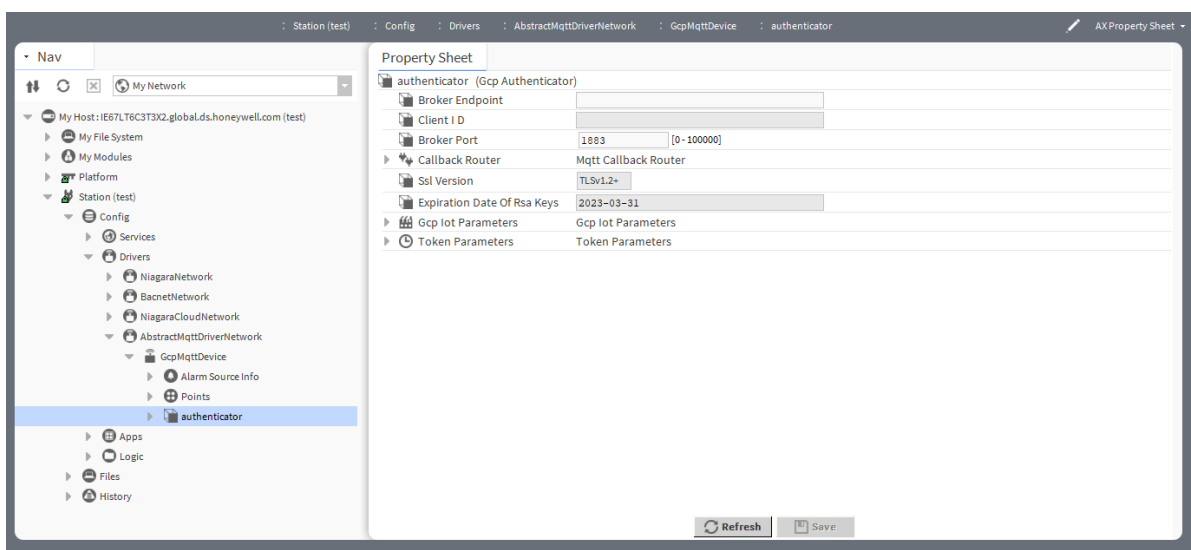 : Station (test) : Config : Drivers : AbstractMqttDriverNetwork : GcpMqttDevice : authenticator AX Property Sheet
Nav
My Network
My Host : IE67LT6C3T3X2.global.ds.honeywell.com (test)
My File System
My Modules
Platform
Station (test)
Config
Services
Drivers
NiagaraNetwork
BacnetNetwork
NiagaraCloudNetwork
AbstractMqttDriverNetwork
GcpMqttDevice
Alarm Source Info
Points
authenticator
Apps
Logic
Files
History
Property Sheet
authenticator (Gcp Authenticator)
Broker Endpoint
Client I D
Broker Port 1883 [0 - 100000]
Callback Router Mqtt Callback Router
Ssl Version TLSv1.2+
Expiration Date Of Rsa Keys 2023-03-31
Gcp Iot Parameters Gcp Iot Parameters
Token Parameters Token Parameters
Refresh Save